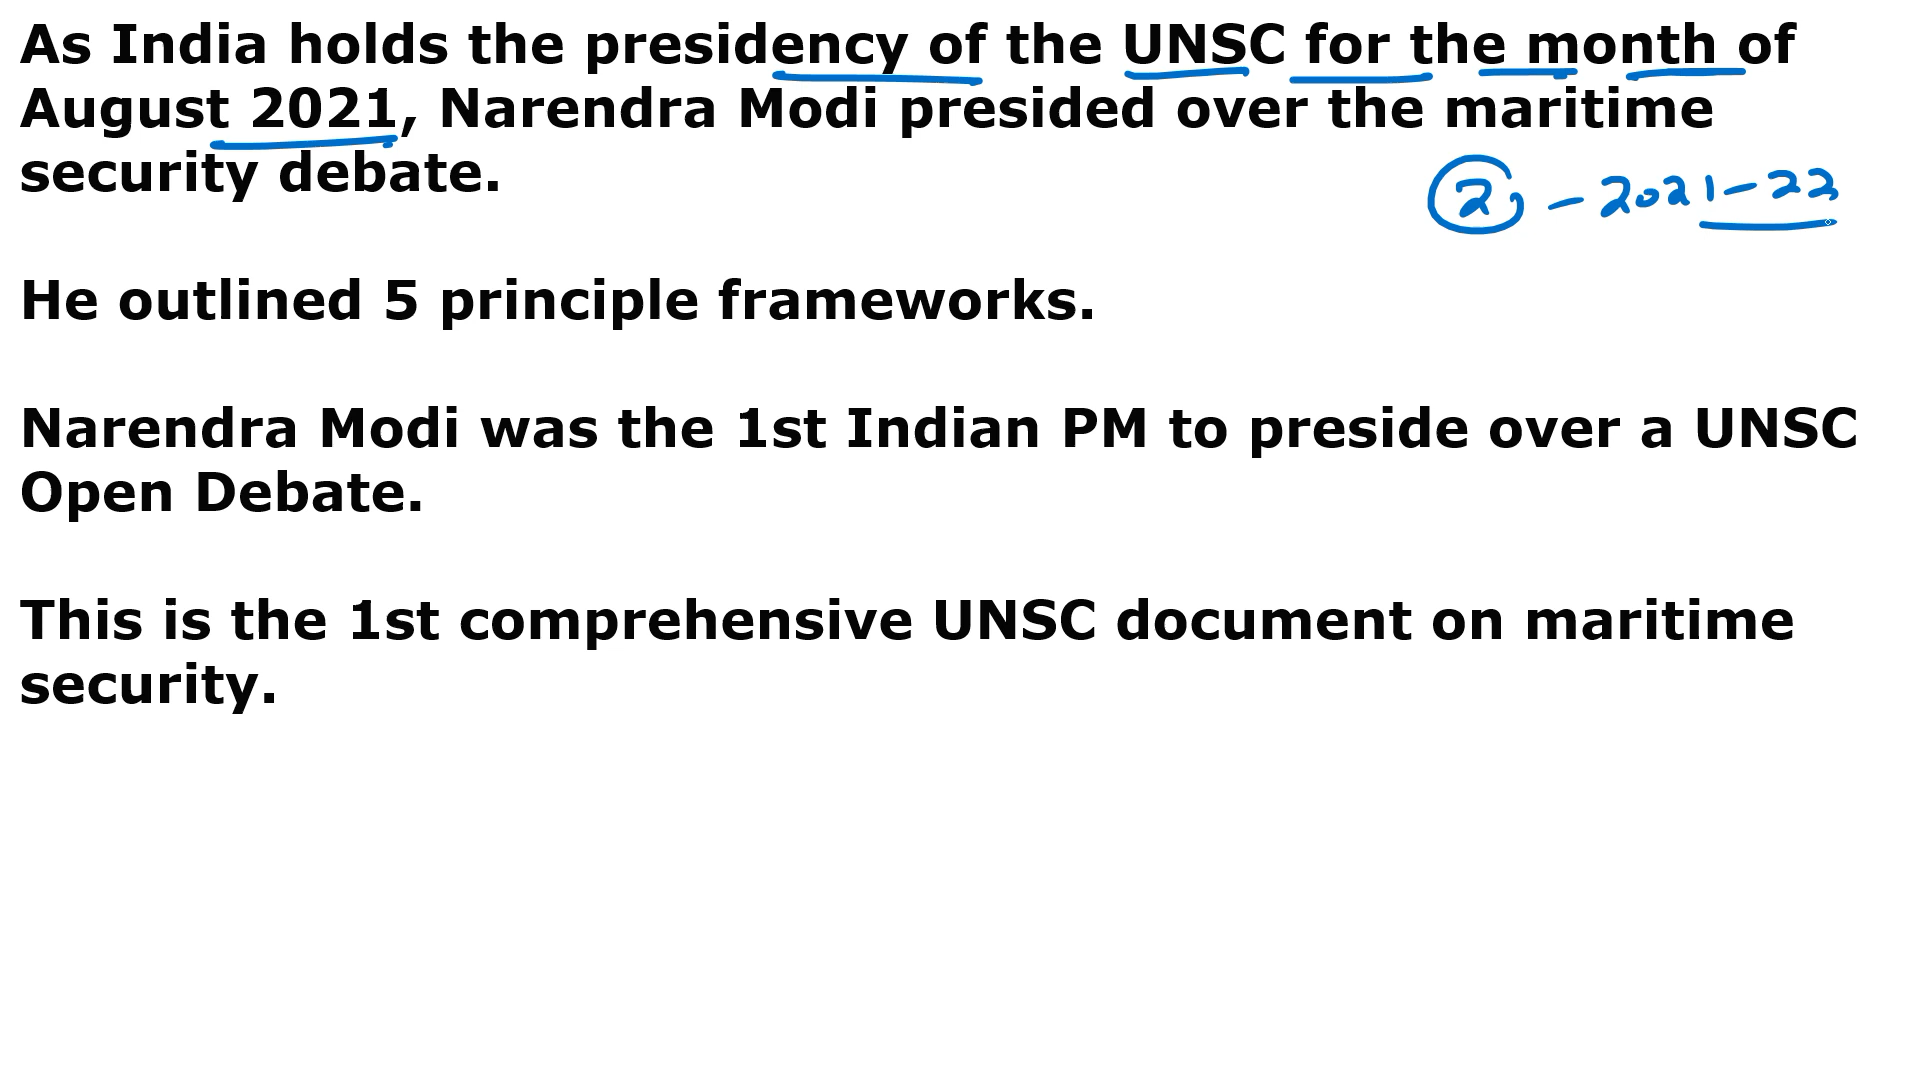 As India holds the presidency of the UNSC for the month of
August 2021, Narendra Modi presided over the maritime
security debate.
2 - 2021-22
He outlined 5 principle frameworks.
Narendra Modi was the 1st Indian PM to preside over a UNSC
Open Debate.
This is the 1st comprehensive UNSC document on maritime
security.